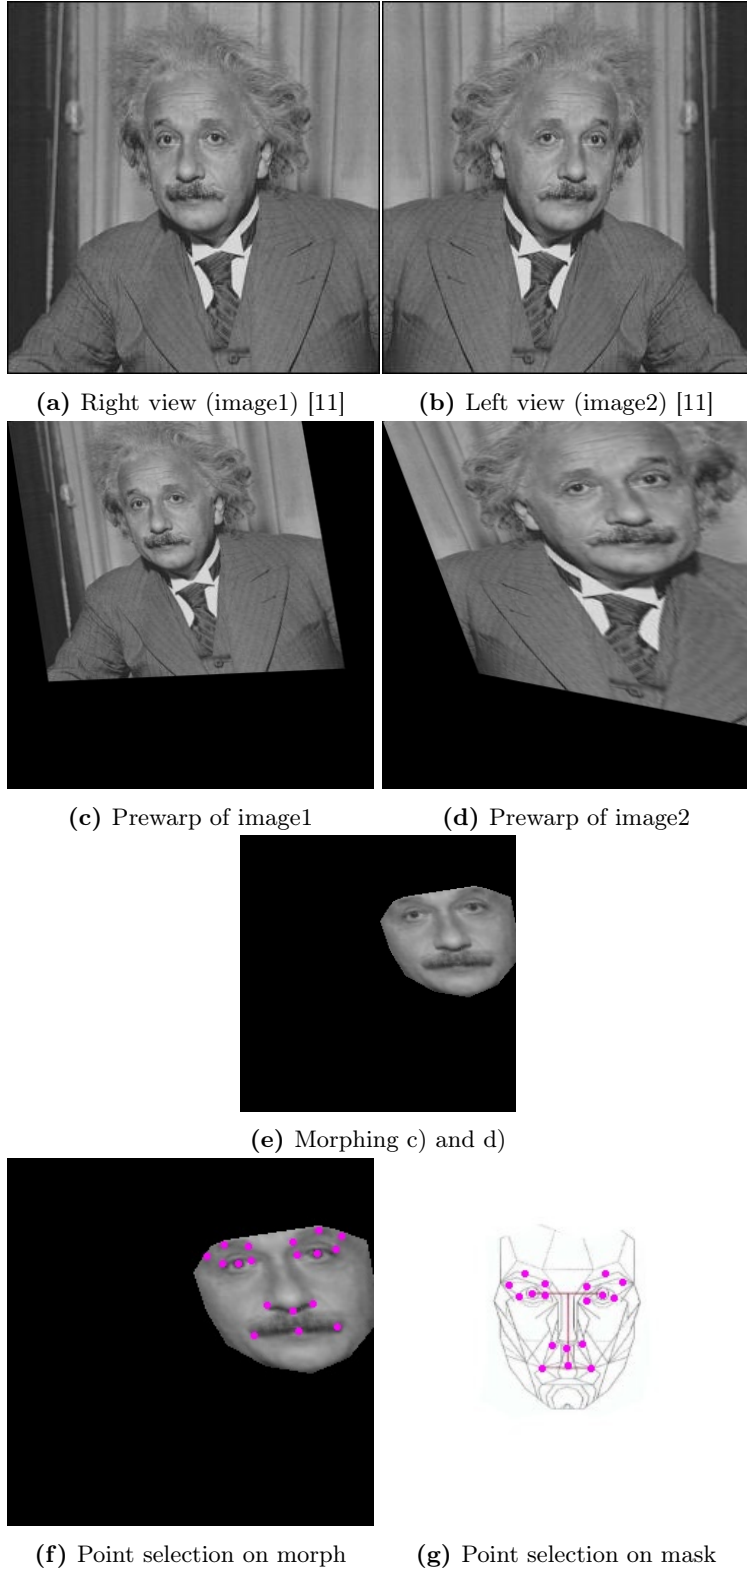 (a) Right view (image1) [11]
(b) Left view (image2) [11]
(c) Prewarp of image1
(d) Prewarp of image2
(e) Morphing c) and d)
(f) Point selection on morph
(g) Point selection on mask